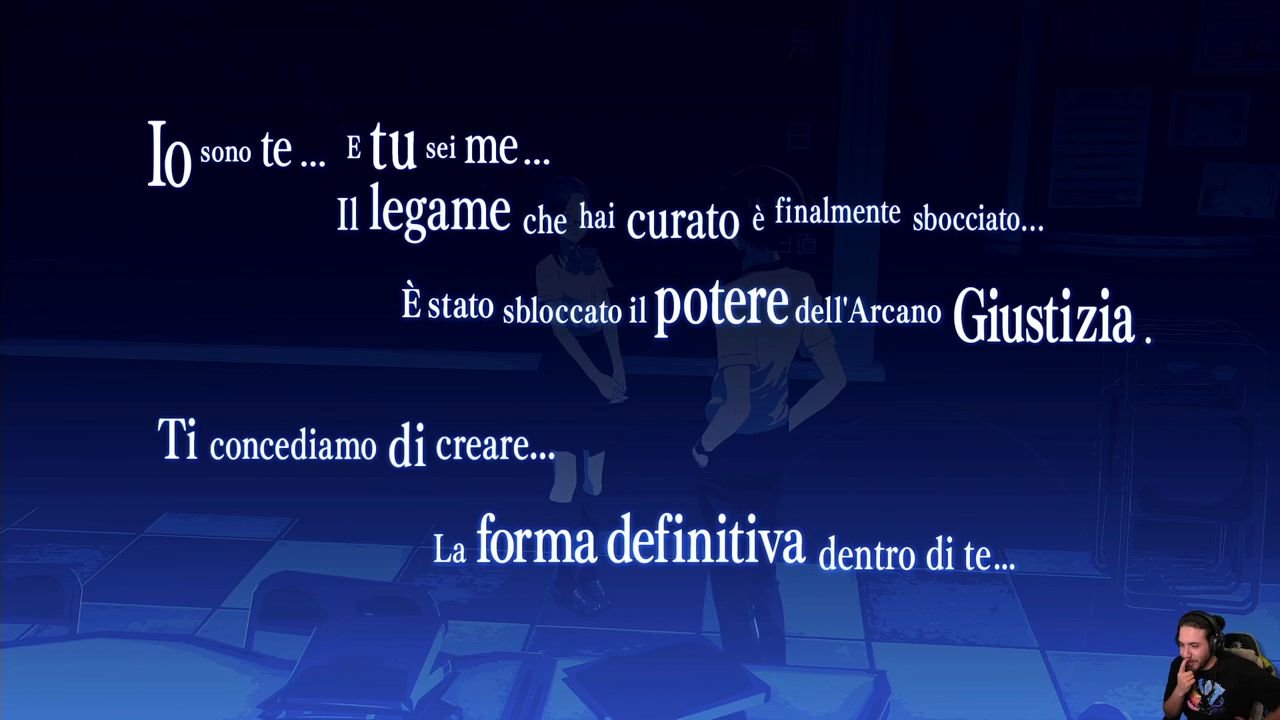 Io sono te... E tu sei me...
Il legame che hai curato è finalmente sbocciato...
È stato sbloccato il potere dell'Arcano Giustizia.
Ti concediamo di creare...
La forma definitiva dentro di te...